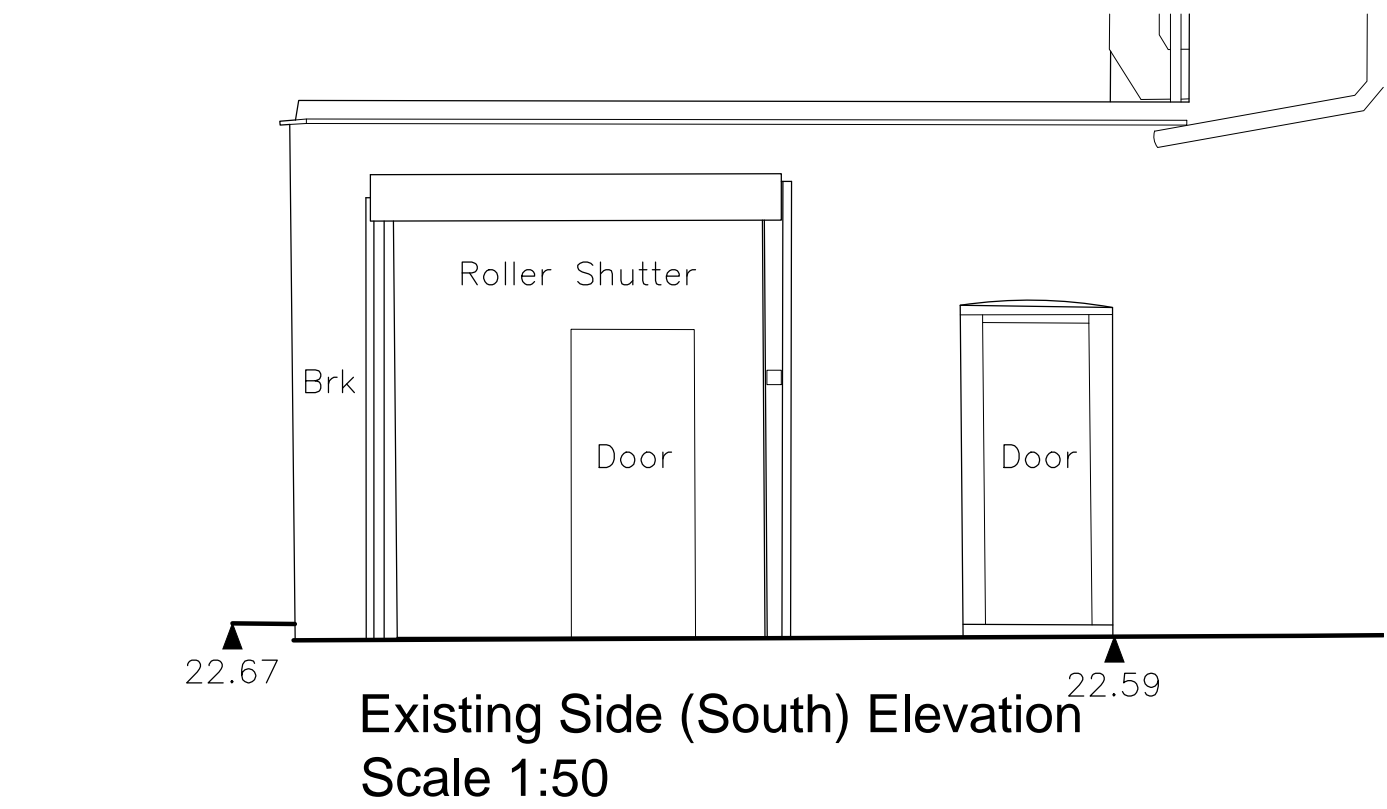 Roller Shutter
Brk
Door
Door
22.67
22.59
Existing Side (South) Elevation
Scale 1:50